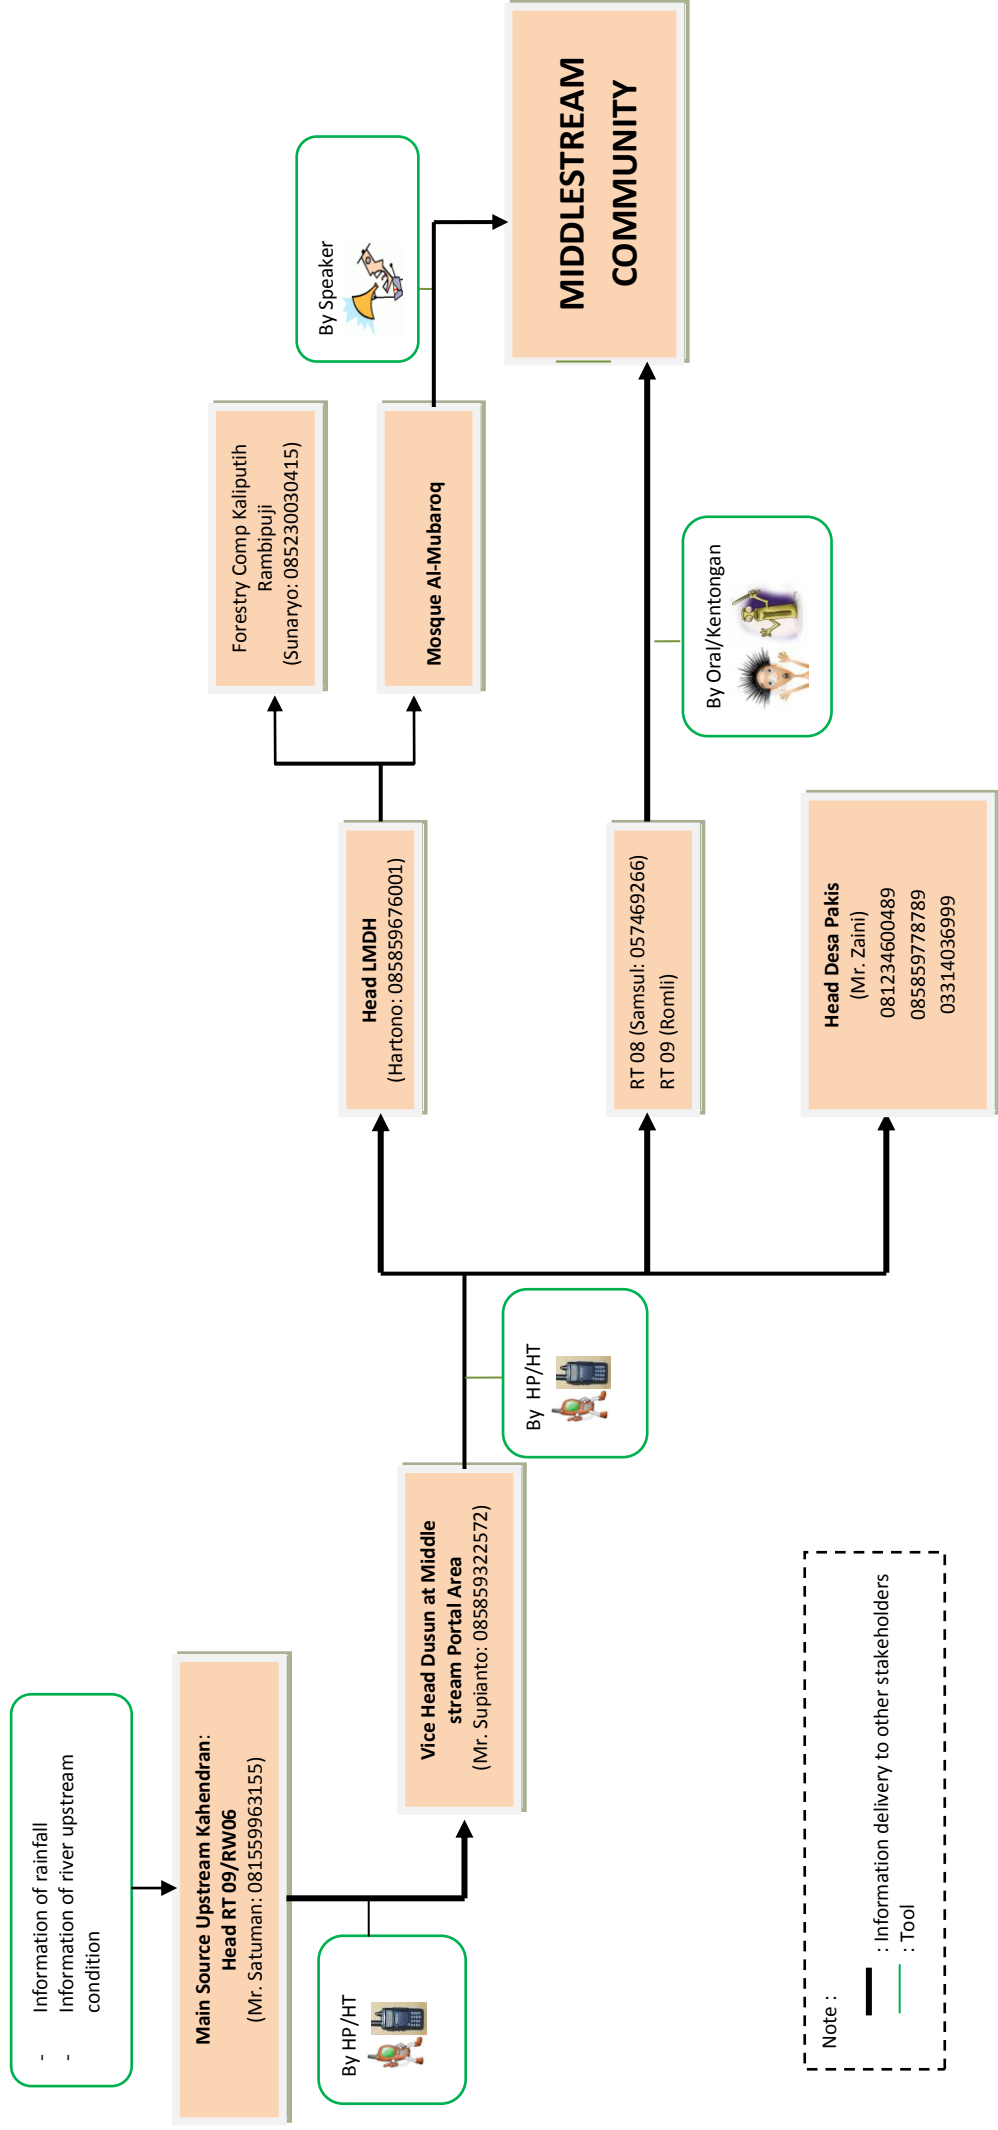 - Information of rainfall
- Information of river upstream
condition
Main Source Upstream Kahendran:
Head RT 09/RW06
(Mr. Satuman: 081559963155)
By HP/HT
Vice Head Dusun at Middle
stream Portal Area
(Mr. Supianto: 085859322572)
By HP/HT
Head LMDH
(Hartono: 085859676001)
RT 08 (Samsul: 057469266)
RT 09 (Romli)
Head Desa Pakis
(Mr. Zaini)
081234600489
085859778789
03314036999
Forestry Comp Kaliputih
Rambipuji
(Sunaryo: 085230030415)
Mosque Al-Mubaroq
By Speaker
By Oral/Kentongan
MIDDLESTREAM
COMMUNITY
Note :
: Information delivery to other stakeholders
: Tool